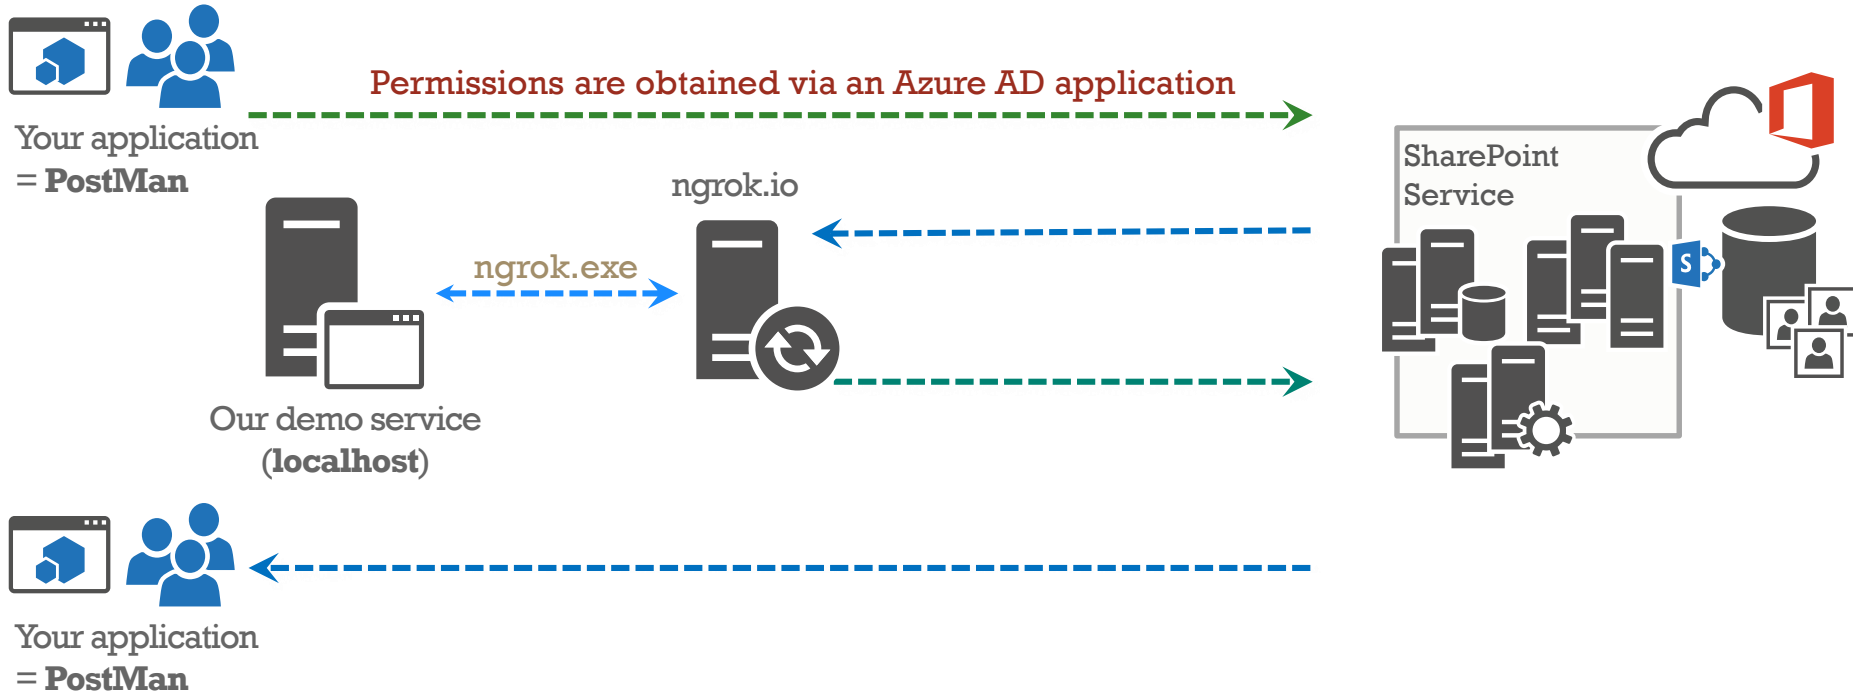 Permissions are obtained via an Azure AD application
Your application
= PostMan
SharePoint
Service
ngrok.io
ngrok.exe
S
Our demo service
(localhost)
Your application
= PostMan